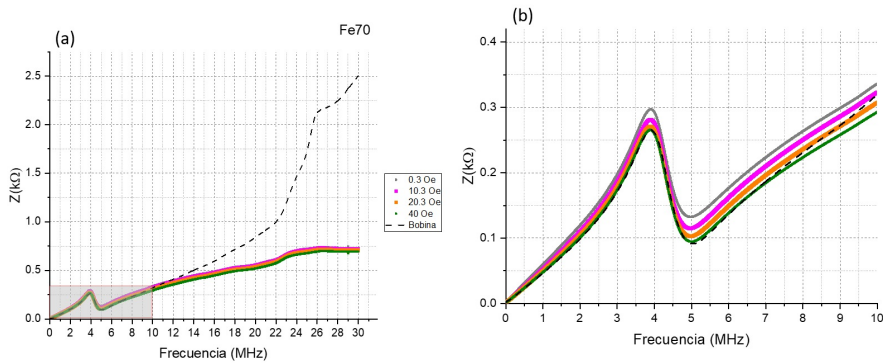 (a)
Fe70
Z(kΩ)
2.5
2.0
1.5
1.0
0.5
0.0
0 2 4 6 8 10 12 14 16 18 20 22 24 26 28 30
Frecuencia (MHz)
0.3 Oe
10.3 Oe
20.3 Oe
40 Oe
Bobina
(b)
Z(kΩ)
0.4
0.3
0.2
0.1
0.0
0 1 2 3 4 5 6 7 8 9 10
Frecuencia (MHz)